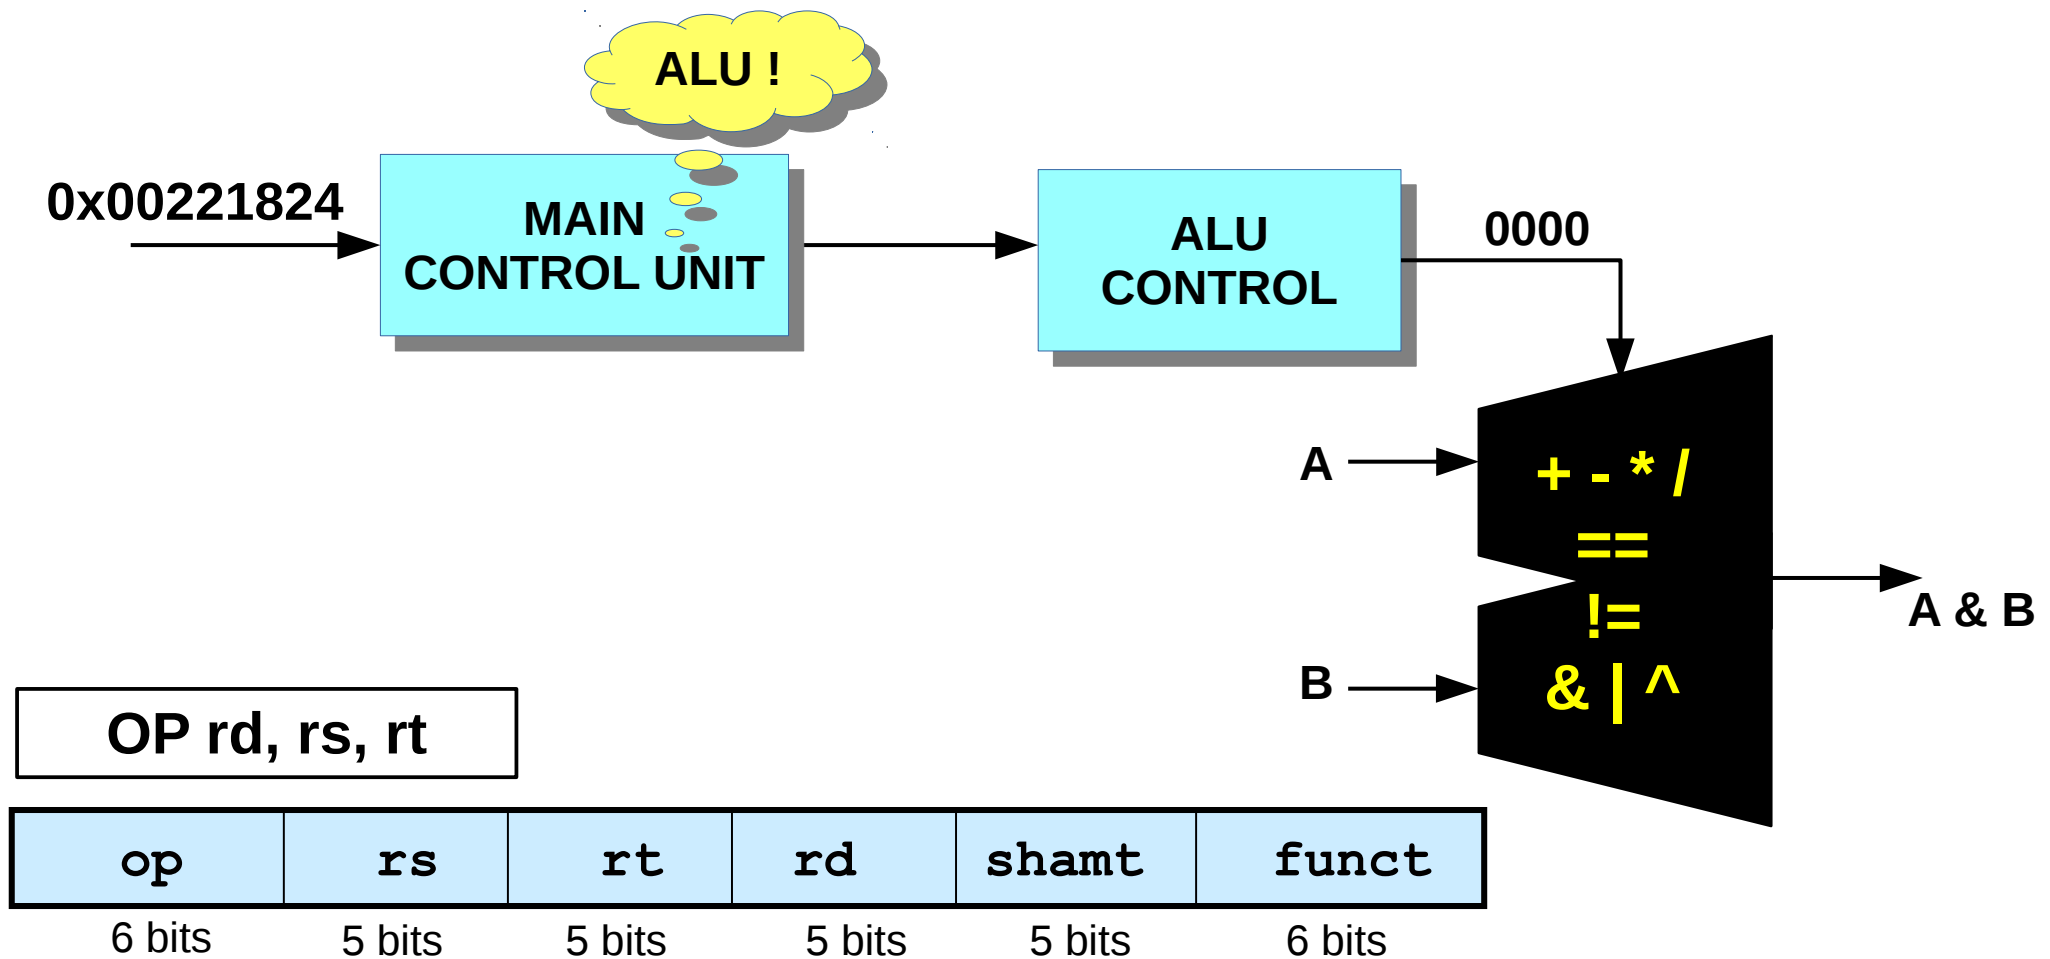 ALU !
0x00221824
MAIN
CONTROL UNIT
ALU
CONTROL
0000
A
B
+ - * /
==
!=
& | ^
A & B
OP rd, rs, rt
op rs rt rd shamt funct
6 bits 5 bits 5 bits 5 bits 5 bits 6 bits